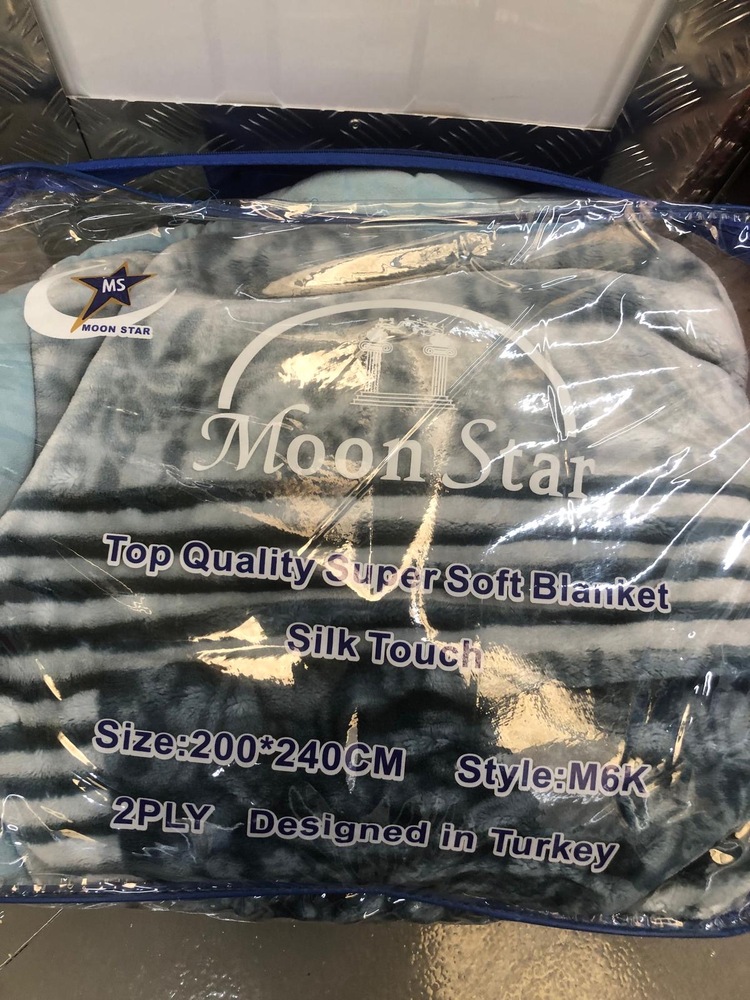 MS
MOON STAR
Moon Star
Top Quality Super Soft Blanket
Silk Touch
Size:200*240CM Style:M6K
2PLY Designed in Turkey